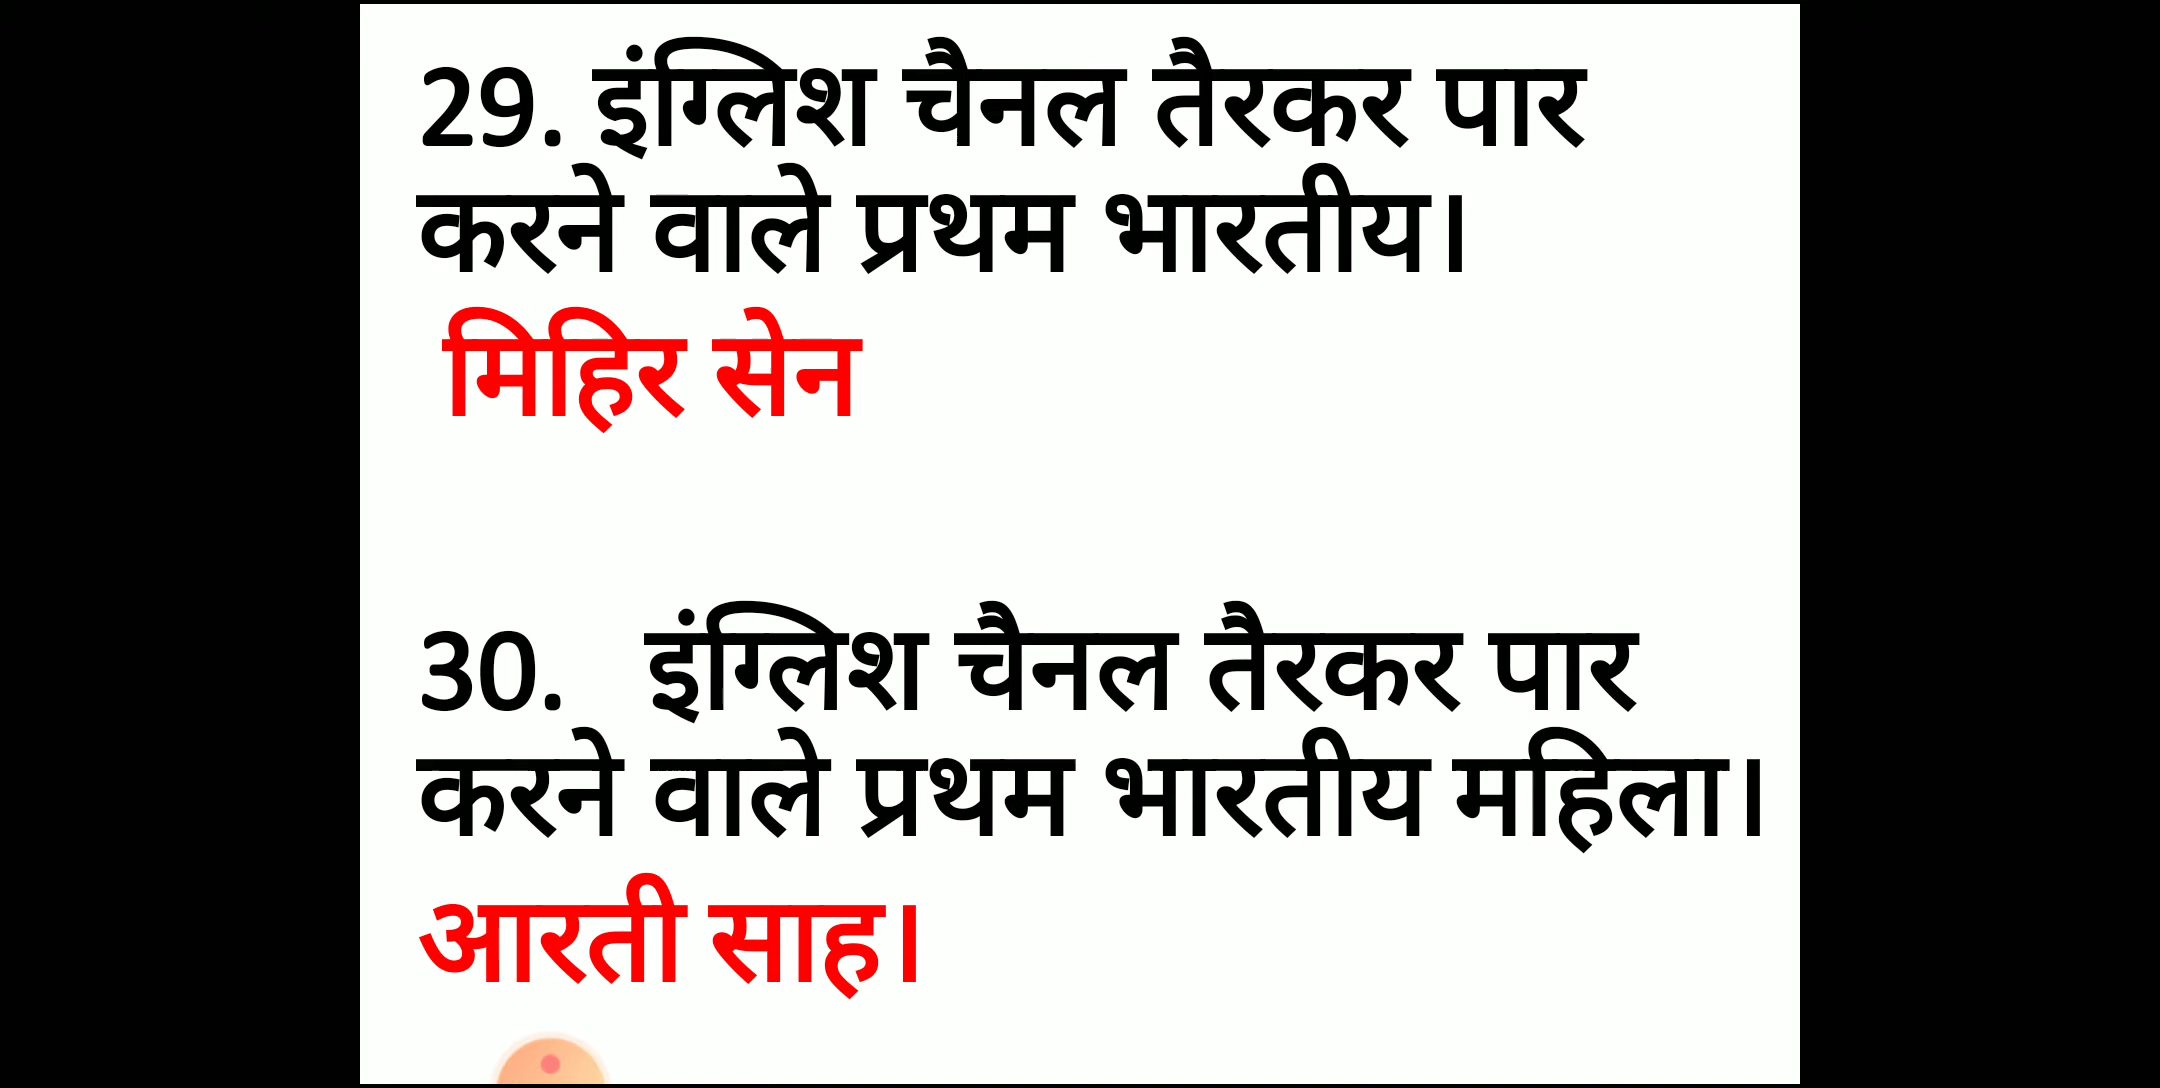 29. इंग्लिश चैनल तैरकर पार
करने वाले प्रथम भारतीय।
मिहिर सेन
30. इंग्लिश चैनल तैरकर पार
करने वाले प्रथम भारतीय महिला।
आरती साह।